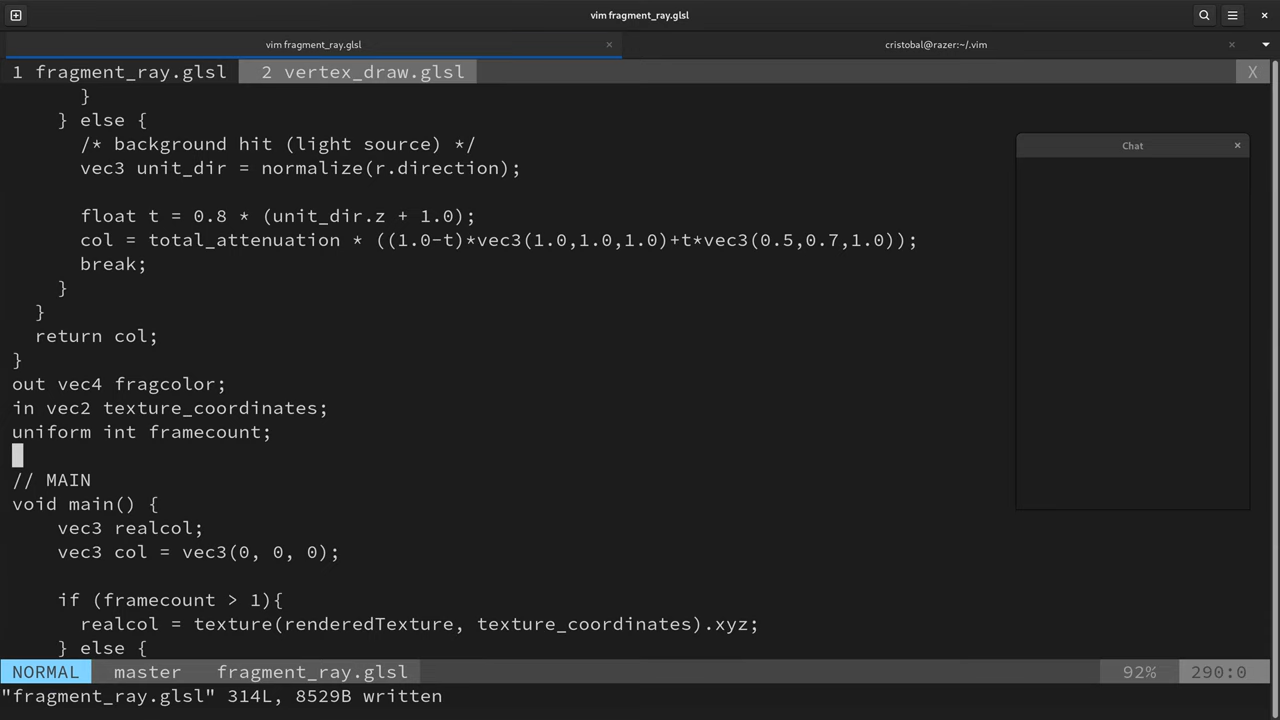 vim fragment_ray.glsl
vim fragment_ray.glsl × cristobal@razer:~/.vim ×
1 fragment_ray.glsl 2 vertex_draw.glsl X
}
} else {
/* background hit (light source) */
vec3 unit_dir = normalize(r.direction);
float t = 0.8 * (unit_dir.z + 1.0);
col = total_attenuation * ((1.0-t)*vec3(1.0,1.0,1.0)+t*vec3(0.5,0.7,1.0));
break;
}
}
return col;
}
out vec4 fragcolor;
in vec2 texture_coordinates;
uniform int framecount;
// MAIN
void main() {
vec3 realcol;
vec3 col = vec3(0, 0, 0);
if (framecount > 1){
realcol = texture(renderedTexture, texture_coordinates).xyz;
} else {
NORMAL master fragment_ray.glsl 92% 290:0
"fragment_ray.glsl" 314L, 8529B written
Chat ×